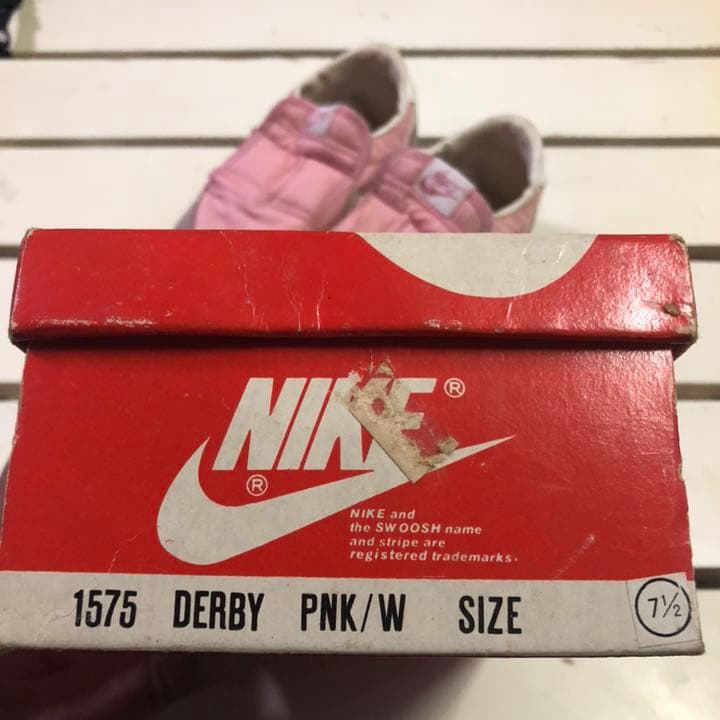 NIKE ®
®
NIKE and
the SWOOSH name
and stripe are
registered trademarks.
1575 DERBY PNK/W SIZE 7½